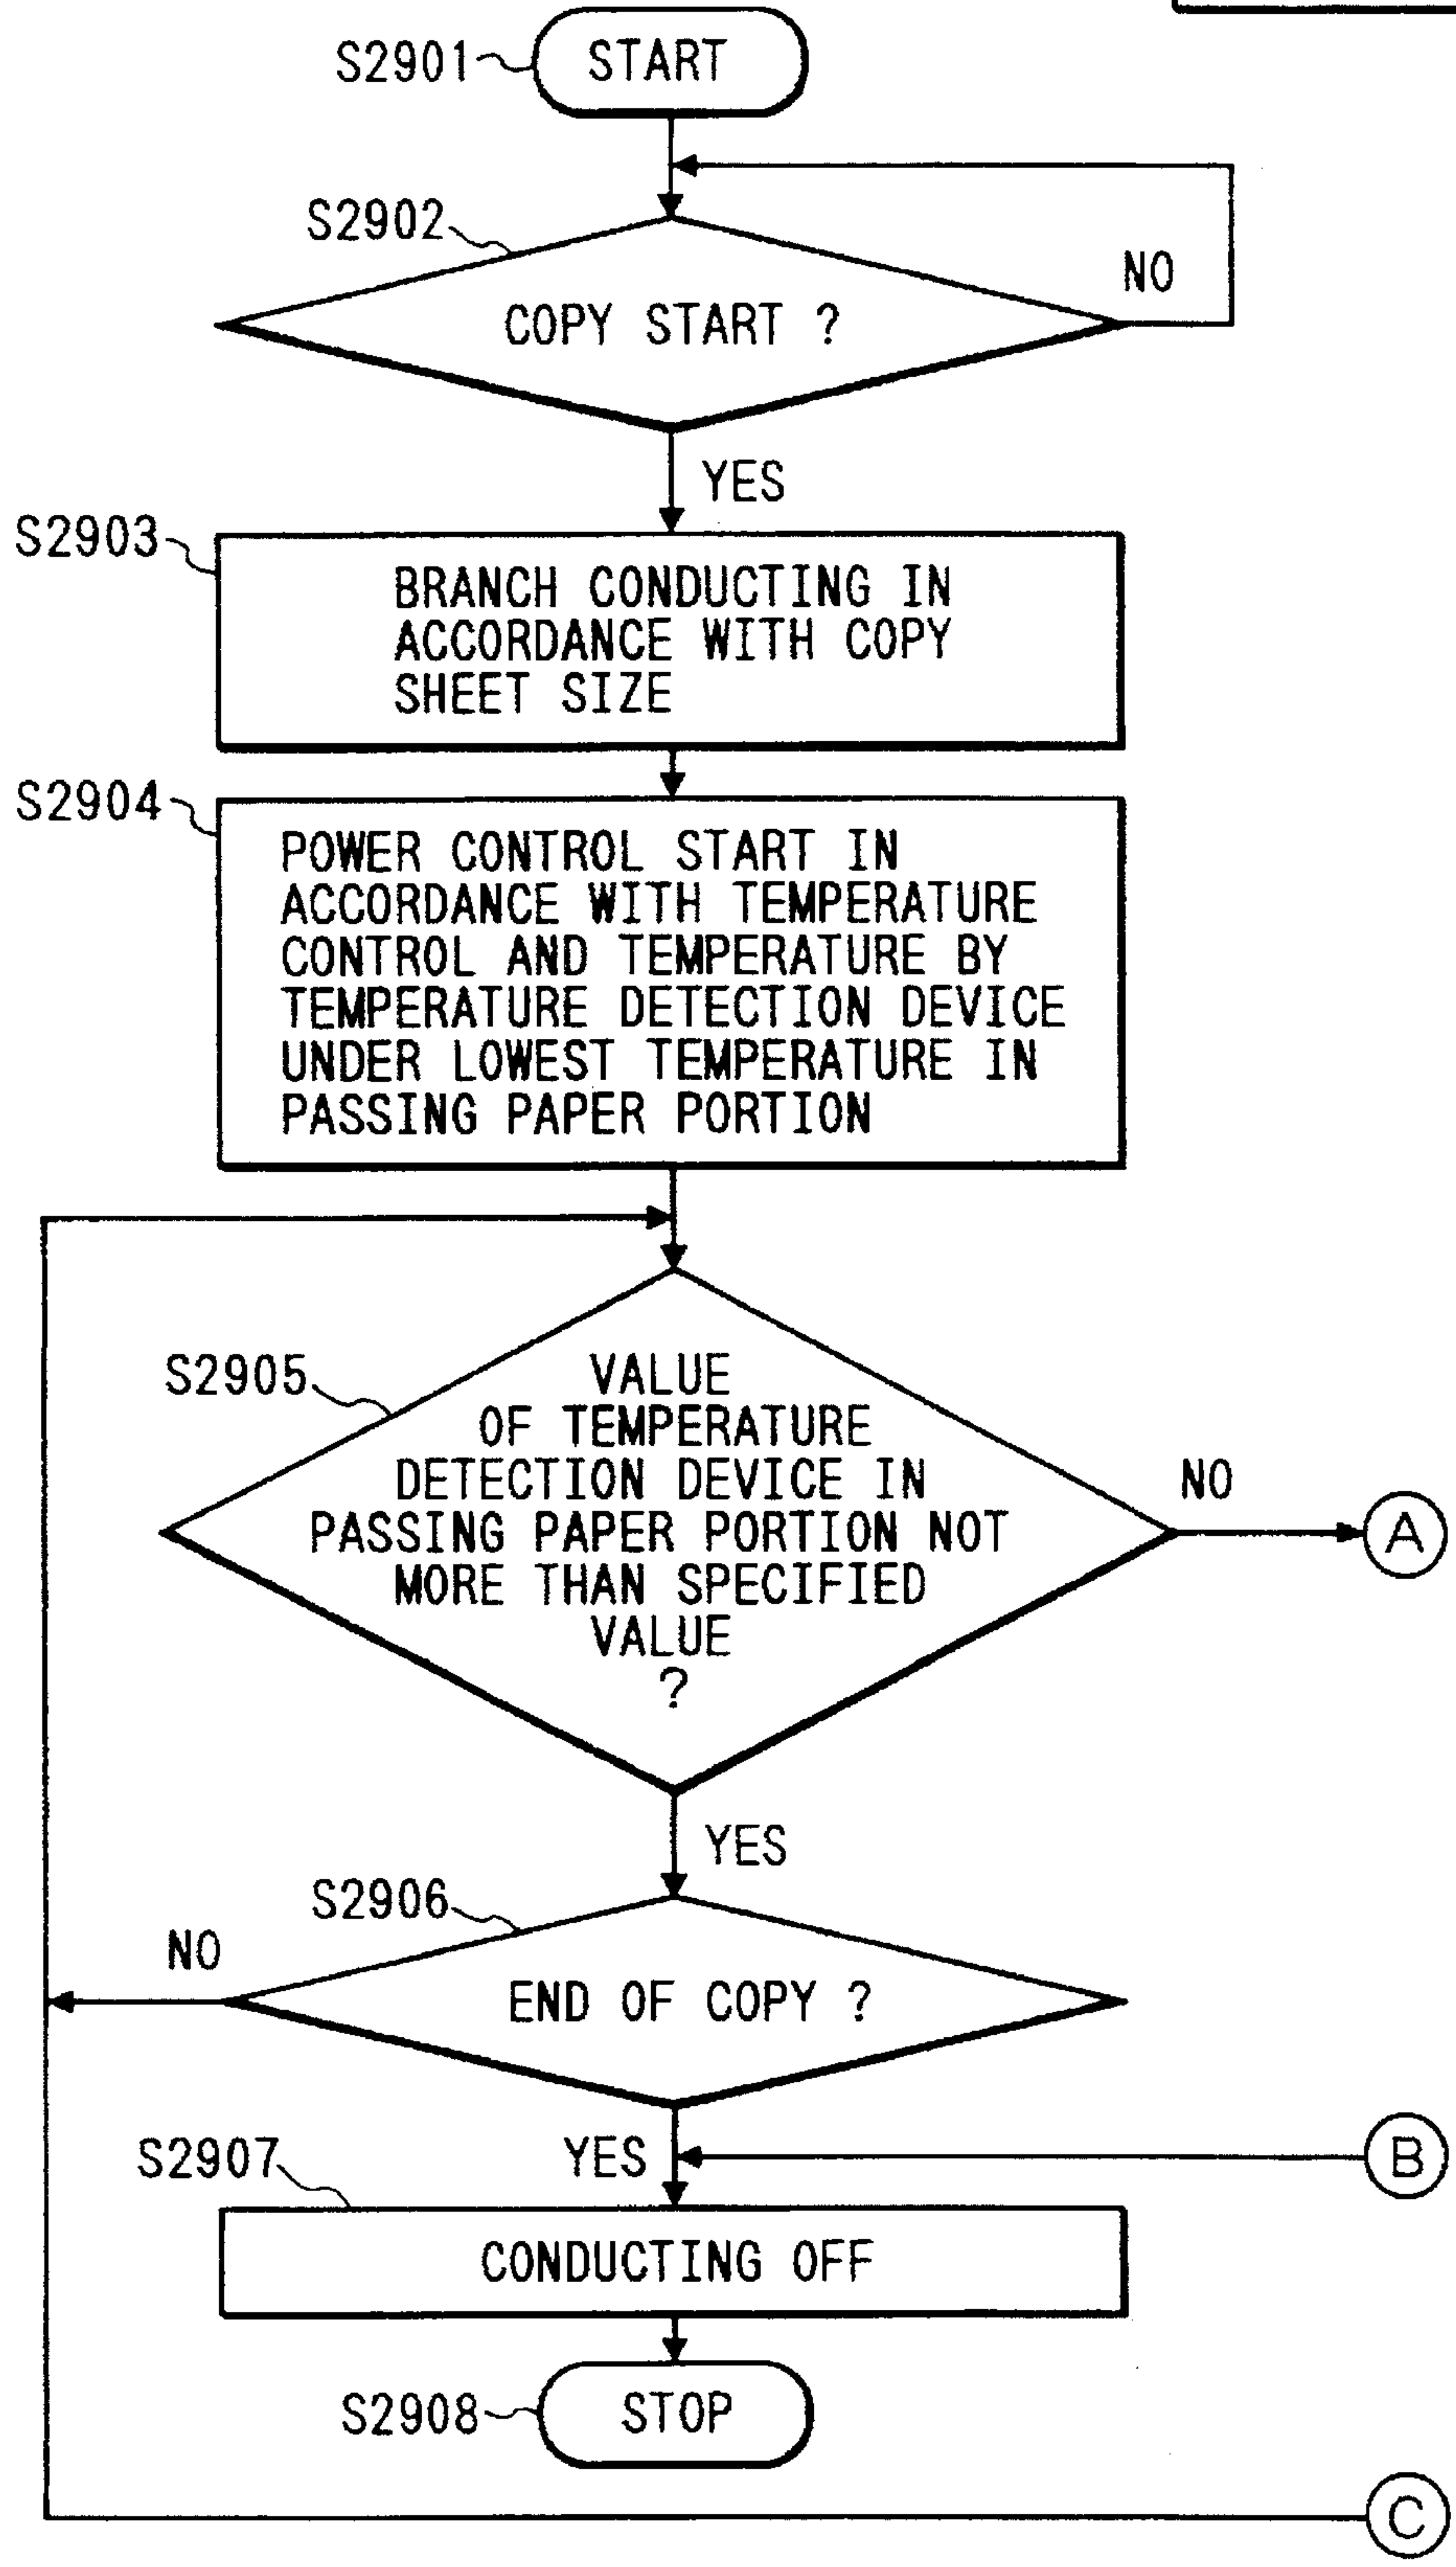 S2901
START
S2902
NO
COPY START ?
YES
S2903
BRANCH CONDUCTING IN
ACCORDANCE WITH COPY
SHEET SIZE
S2904
POWER CONTROL START IN
ACCORDANCE WITH TEMPERATURE
CONTROL AND TEMPERATURE BY
TEMPERATURE DETECTION DEVICE
UNDER LOWEST TEMPERATURE IN
PASSING PAPER PORTION
S2905
VALUE
OF TEMPERATURE
DETECTION DEVICE IN
PASSING PAPER PORTION NOT
MORE THAN SPECIFIED
VALUE
?
NO
A
YES
S2906
NO
END OF COPY ?
YES
B
S2907
CONDUCTING OFF
S2908
STOP
C